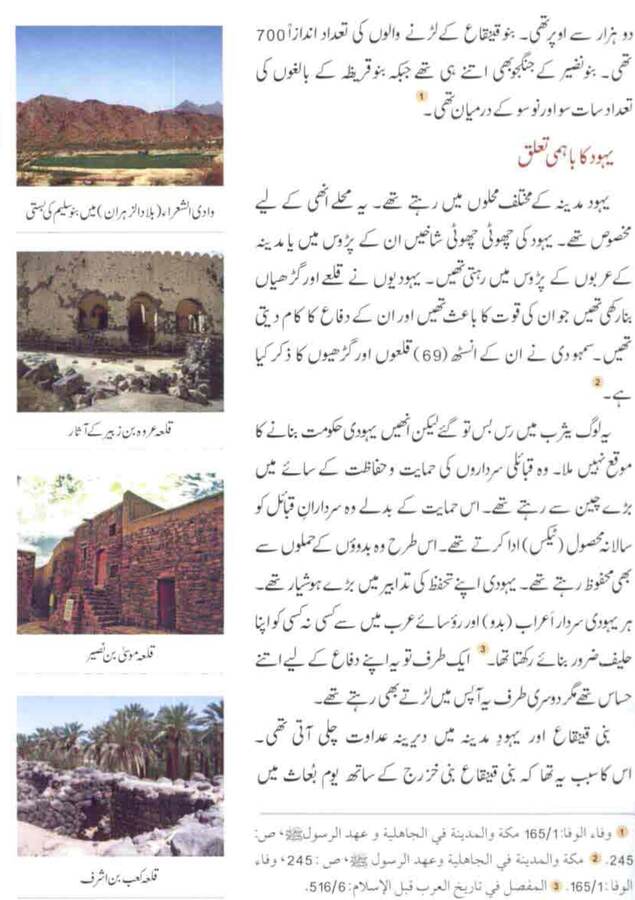 دو ہزار سے اوپر تھی۔ بنو قینقاع کے لڑنے والوں کی تعداد اندازاً 700
تھی۔ بنو نضیر کے جنگجو بھی اتنے ہی تھے جبکہ بنو قریظہ کے بالغوں کی
تعداد سات سو اور نو سو کے درمیان تھی۔ 1
یہود کا باہمی تعلق
یہود مدینہ کے مختلف محلوں میں رہتے تھے۔ یہ محلے انھی کے لیے
مخصوص تھے۔ یہود کی چھوٹی چھوٹی شاخیں ان کے پڑوس میں یا مدینہ
کے عربوں کے پڑوس میں رہتی تھیں۔ یہودیوں نے قلعے اور گڑھیاں
بنا رکھی تھیں جو ان کی قوت کا باعث تھیں اور ان کے دفاع کا کام دیتی
تھیں۔ سمہودی نے ان کے انسٹھ (69) قلعوں اور گڑھیوں کا ذکر کیا
ہے۔ 2
یہ لوگ یثرب میں رس بس تو گئے لیکن انھیں یہودی حکومت بنانے کا
موقع نہیں ملا۔ وہ قبائلی سرداروں کی حمایت و حفاظت کے سائے میں
بڑے چین سے رہتے تھے۔ اس حمایت کے بدلے وہ سردارانِ قبائل کو
سالانہ محصول (ٹیکس) ادا کرتے تھے۔ اس طرح وہ بدوؤں کے حملوں سے
بھی محفوظ رہتے تھے۔ یہودی اپنے تحفظ کی تدابیر میں بڑے ہوشیار تھے۔
ہر یہودی سردار اَعراب (بدو) اور رؤسائے عرب میں سے کسی نہ کسی کو اپنا
حلیف ضرور بنائے رکھتا تھا۔ 3 ایک طرف تو یہ اپنے دفاع کے لیے اتنے
حساس تھے مگر دوسری طرف یہ آپس میں لڑتے بھی رہتے تھے۔
بنی قینقاع اور یہودِ مدینہ میں دیرینہ عداوت چلی آتی تھی۔
اس کا سبب یہ تھا کہ بنی قینقاع بنی خزرج کے ساتھ یوم بُعاث میں
1 وفاء الوفا: 165/1 مكة والمدينة في الجاهلية و عهد الرسولﷺ، ص:
245. 2 مكة والمدينة في الجاهلية وعهد الرسول ﷺ، ص: 245، وفاء
الوفا: 165/1. 3 المفصل في تاريخ العرب قبل الإسلام: 516/6.
وادی الشعراء (بلاد الزہران) میں بنو سلیم کی بستی
قلعہ عروہ بن زبیر کے آثار
قلعہ موسیٰ بن نصیر
قلعہ کعب بن اشرف